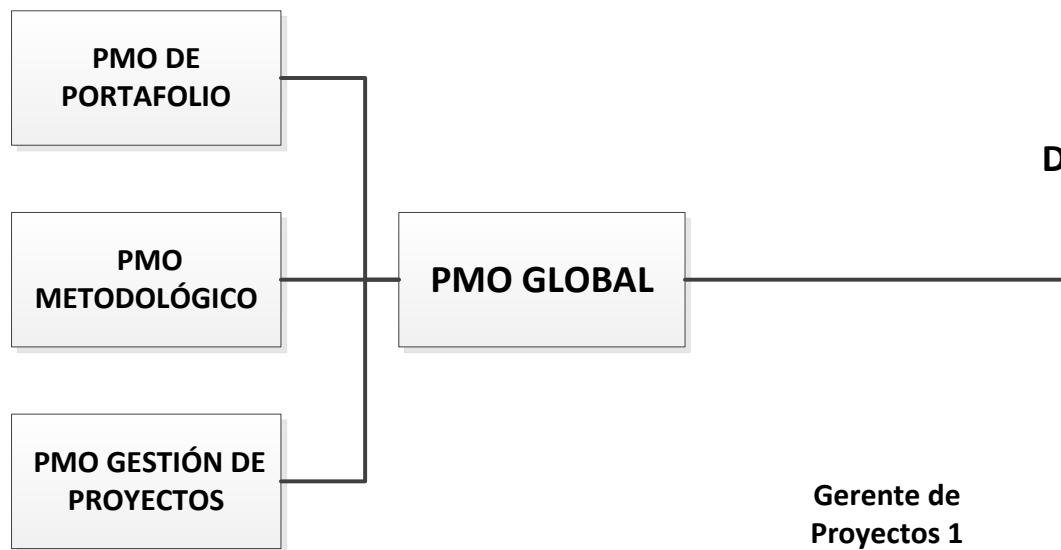 PMO DE
PORTAFOLIO
D
PMO
METODOLÓGICO
PMO GLOBAL
PMO GESTIÓN DE
PROYECTOS
Gerente de
Proyectos 1